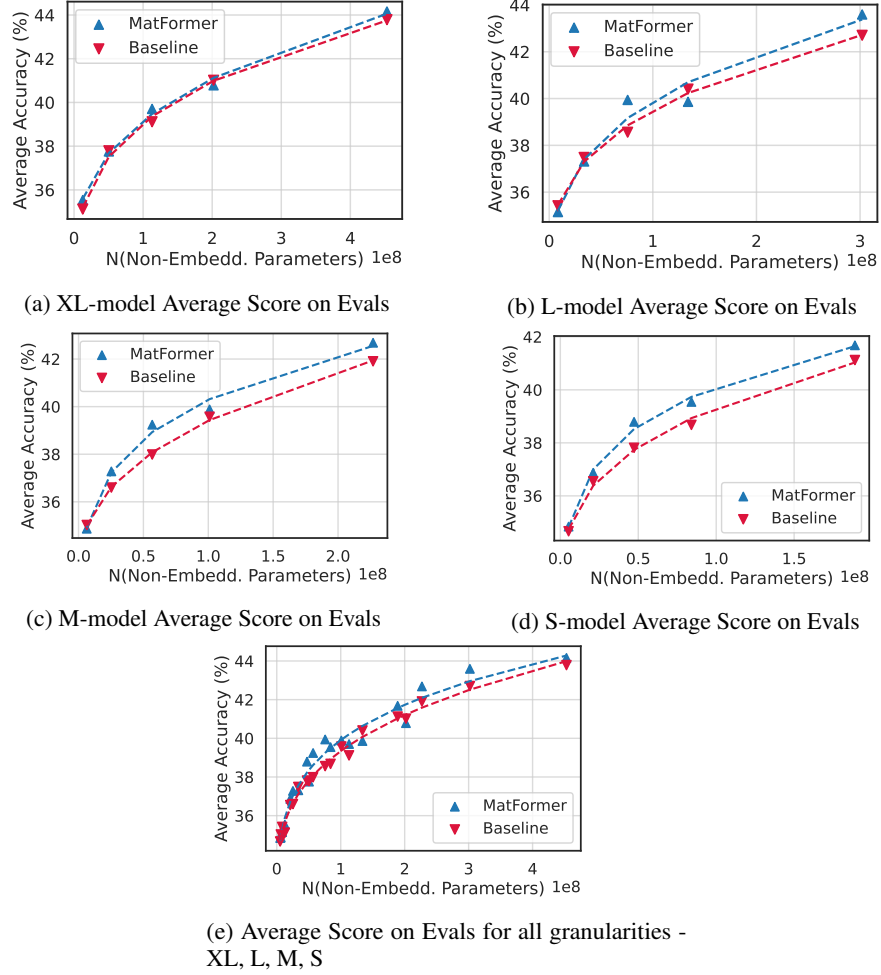 44
42
40
38
36
Average Accuracy (%)
MatFormer
Baseline
0 1 2 3 4
N(Non-Embedd. Parameters) 1e8
(a) XL-model Average Score on Evals
44
42
40
38
36
Average Accuracy (%)
MatFormer
Baseline
0 1 2 3
N(Non-Embedd. Parameters) 1e8
(b) L-model Average Score on Evals
42
40
38
36
Average Accuracy (%)
MatFormer
Baseline
0.0 0.5 1.0 1.5 2.0
N(Non-Embedd. Parameters) 1e8
(c) M-model Average Score on Evals
42
40
38
36
Average Accuracy (%)
MatFormer
Baseline
0.0 0.5 1.0 1.5
N(Non-Embedd. Parameters) 1e8
(d) S-model Average Score on Evals
44
42
40
38
36
Average Accuracy (%)
MatFormer
Baseline
0 1 2 3 4
N(Non-Embedd. Parameters) 1e8
(e) Average Score on Evals for all granularities -
XL, L, M, S